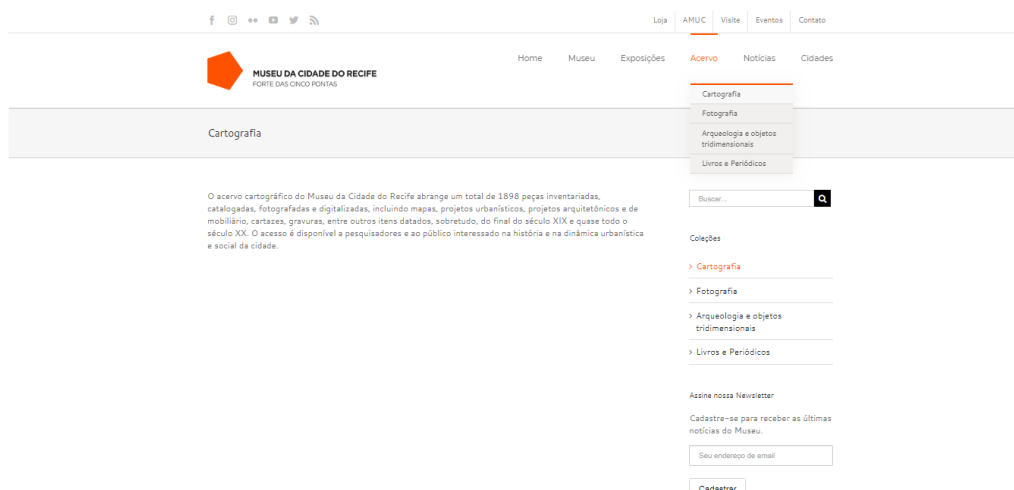 Loja AMUC Visite Eventos Contato
MUSEU DA CIDADE DO RECIFE
FORTE DAS CINCO PONTAS
Home Museu Exposições Acervo Notícias Cidades
Cartografia
Fotografia
Arqueologia e objetos
tridimensionais
Livros e Periódicos
Cartografia
O acervo cartográfico do Museu da Cidade do Recife abrange um total de 1898 peças inventariadas,
catalogadas, fotografadas e digitalizadas, incluindo mapas, projetos urbanísticos, projetos arquitetônicos e de
mobiliário, cartazes, gravuras, entre outros itens datados, sobretudo, do final do século XIX e quase todo o
século XX. O acesso é disponível a pesquisadores e ao público interessado na história e na dinâmica urbanística
e social da cidade.
Buscar...
Coleções
> Cartografia
> Fotografia
> Arqueologia e objetos
tridimensionais
> Livros e Periódicos
Assine nossa Newsletter
Cadastre-se para receber as últimas
notícias do Museu.
Seu endereço de email
Cadastrar